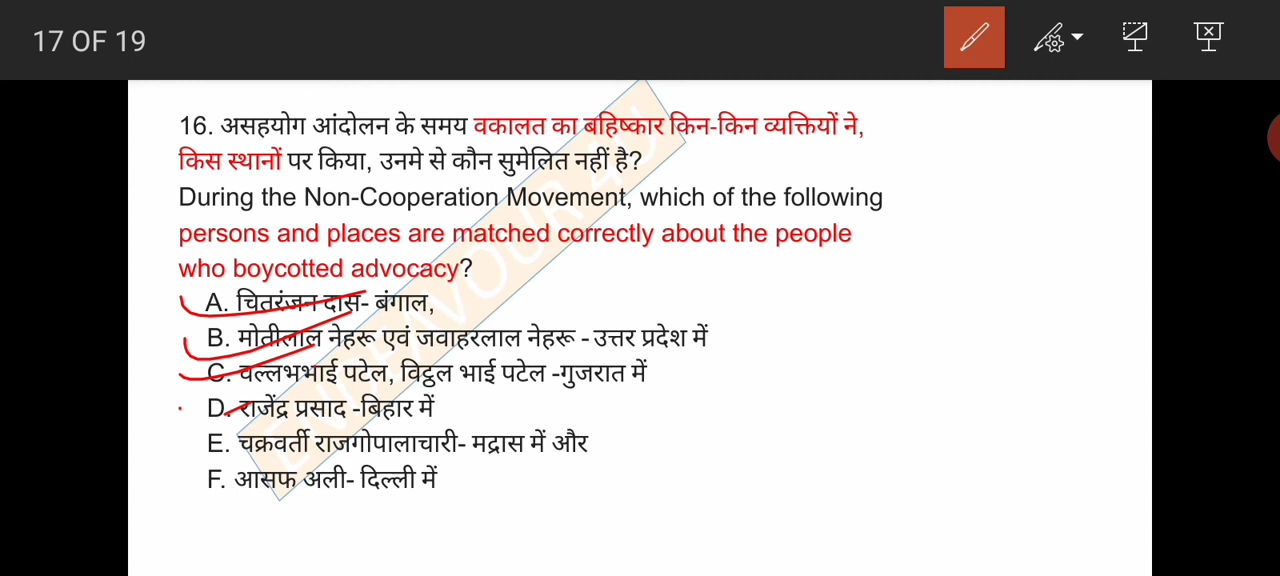 17 OF 19
16. असहयोग आंदोलन के समय वकालत का बहिष्कार किन-किन व्यक्तियों ने,
किस स्थानों पर किया, उनमे से कौन सुमेलित नहीं है?
During the Non-Cooperation Movement, which of the following
persons and places are matched correctly about the people
who boycotted advocacy?
A. चितरंजन दास- बंगाल,
B. मोतीलाल नेहरू एवं जवाहरलाल नेहरू - उत्तर प्रदेश में
C. वल्लभभाई पटेल, विट्ठल भाई पटेल -गुजरात में
D. राजेंद्र प्रसाद -बिहार में
E. चक्रवर्ती राजगोपालाचारी- मद्रास में और
F. आसफ अली- दिल्ली में
ENDEAVOUR 4U